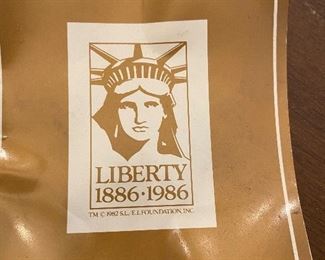 LIBERTY
1886·1986
TM © 1982 S.L./E.I. FOUNDATION, INC.